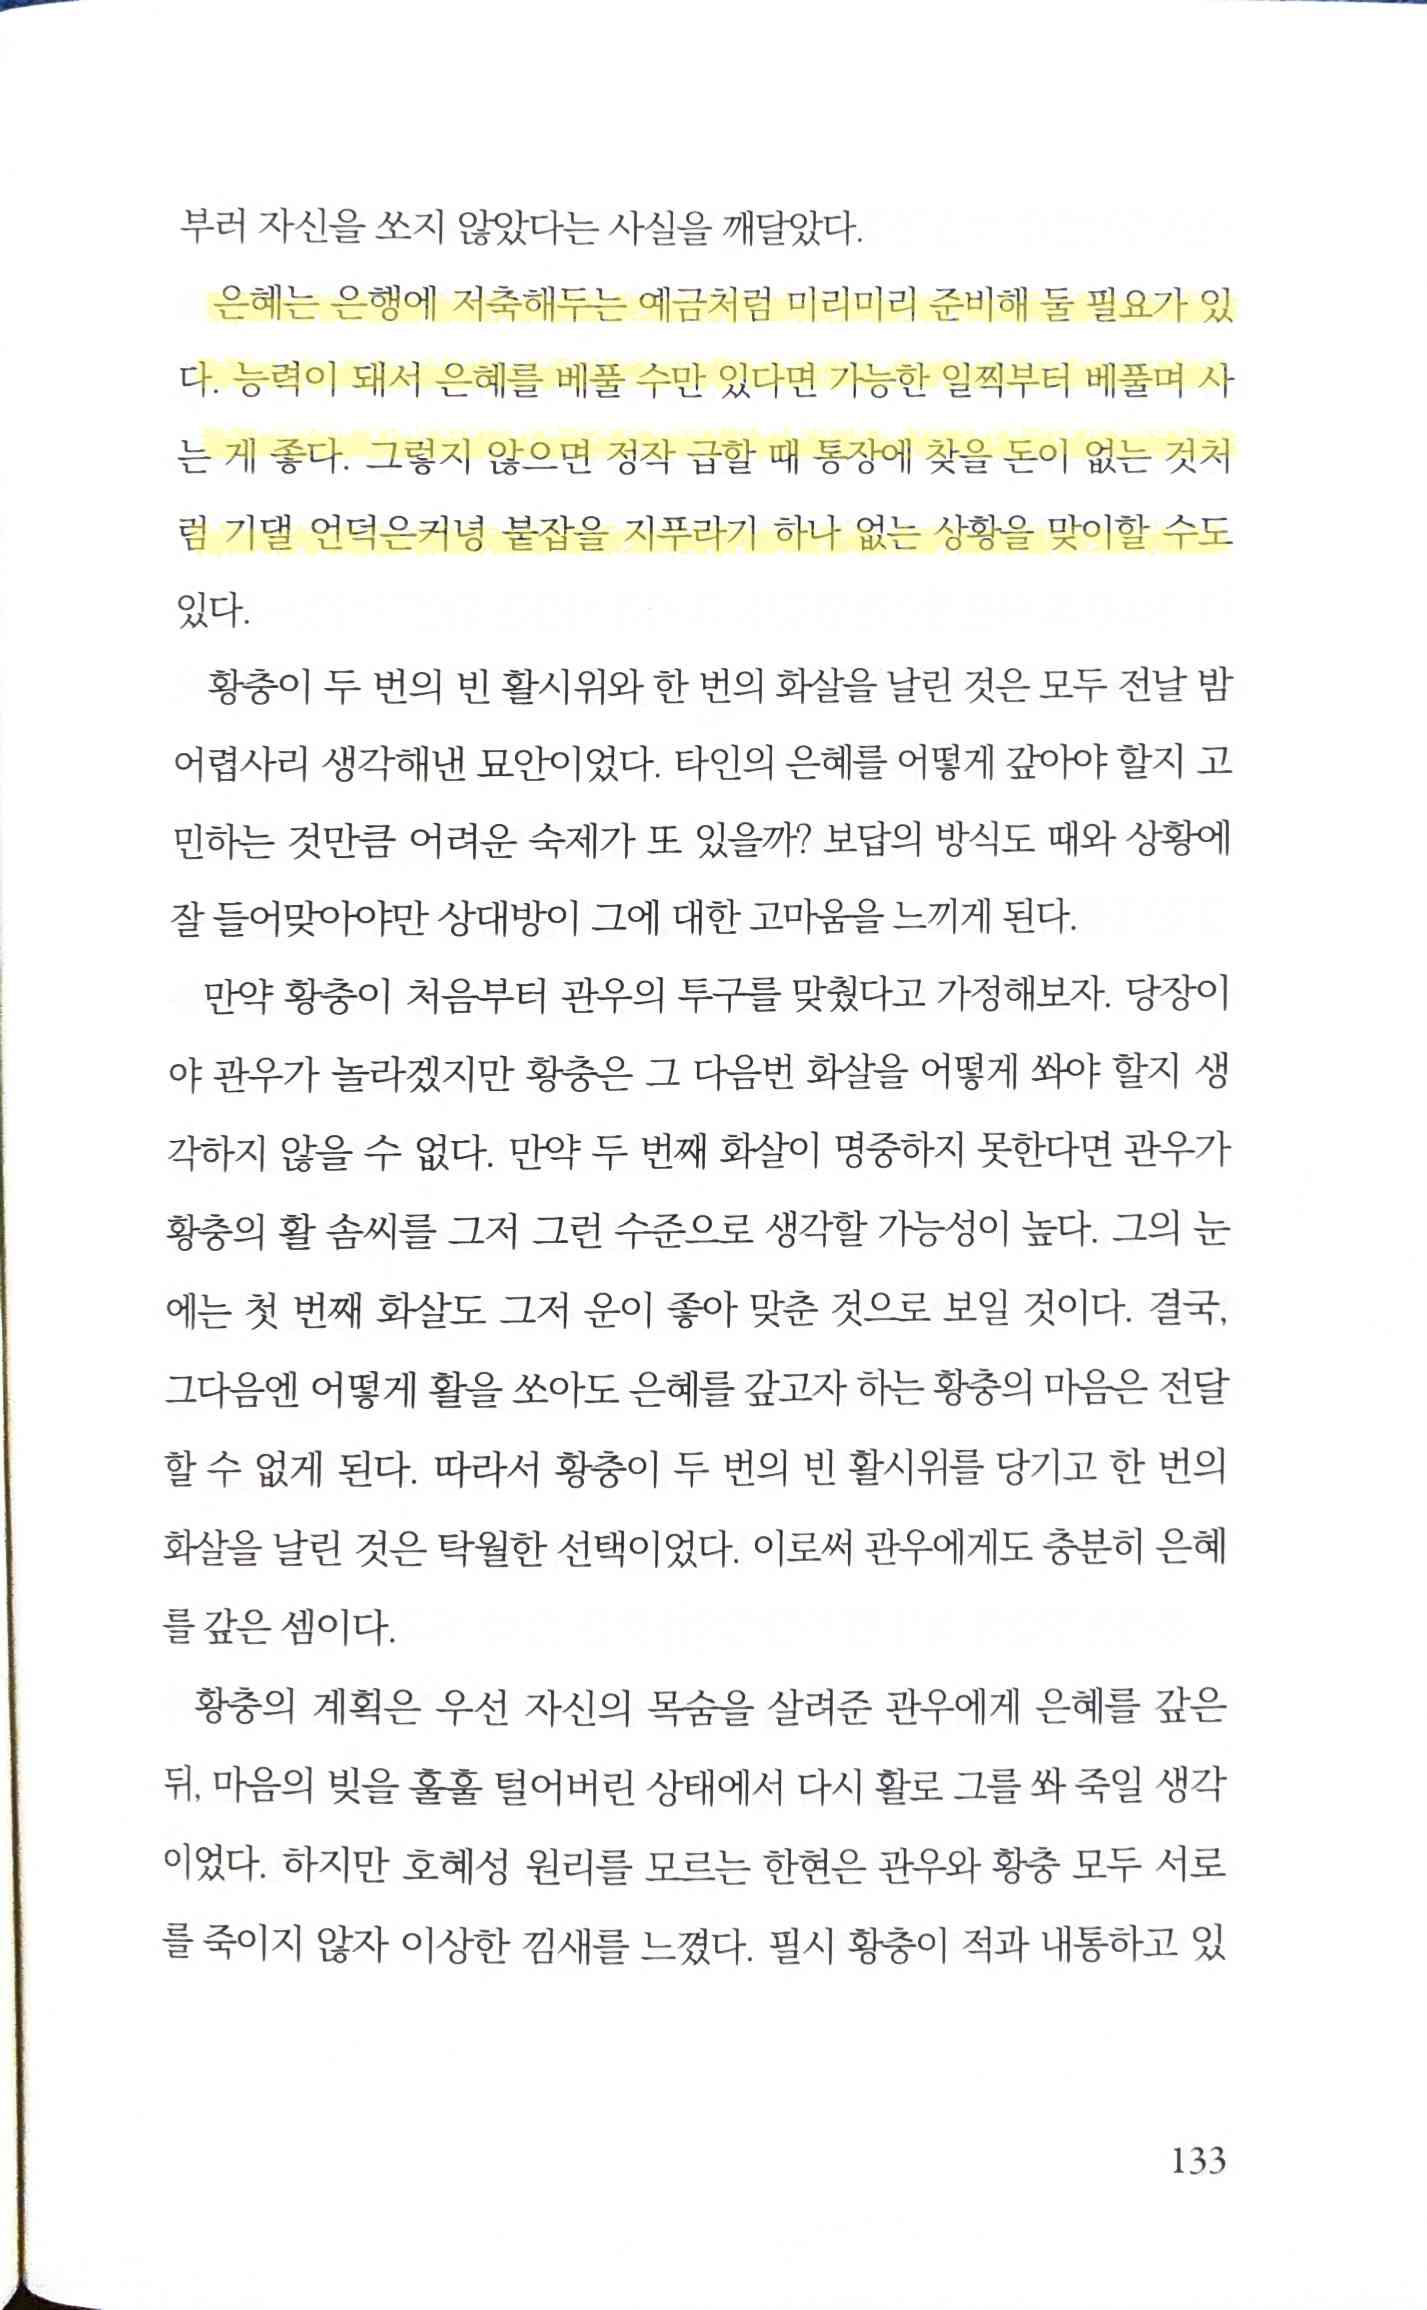 부러 자신을 쏘지 않았다는 사실을 깨달았다.
은혜는 은행에 저축해두는 예금처럼 미리미리 준비해 둘 필요가 있
다. 능력이 돼서 은혜를 베풀 수만 있다면 가능한 일찍부터 베풀며 사
는 게 좋다. 그렇지 않으면 정작 급할 때 통장에 찾을 돈이 없는 것처
럼 기댈 언덕은커녕 붙잡을 지푸라기 하나 없는 상황을 맞이할 수도
있다.
황충이 두 번의 빈 활시위와 한 번의 화살을 날린 것은 모두 전날 밤
어렵사리 생각해낸 묘안이었다. 타인의 은혜를 어떻게 갚아야 할지 고
민하는 것만큼 어려운 숙제가 또 있을까? 보답의 방식도 때와 상황에
잘 들어맞아야만 상대방이 그에 대한 고마움을 느끼게 된다.
만약 황충이 처음부터 관우의 투구를 맞췄다고 가정해보자. 당장이
야 관우가 놀라겠지만 황충은 그 다음번 화살을 어떻게 쏴야 할지 생
각하지 않을 수 없다. 만약 두 번째 화살이 명중하지 못한다면 관우가
황충의 활 솜씨를 그저 그런 수준으로 생각할 가능성이 높다. 그의 눈
에는 첫 번째 화살도 그저 운이 좋아 맞춘 것으로 보일 것이다. 결국,
그다음엔 어떻게 활을 쏘아도 은혜를 갚고자 하는 황충의 마음은 전달
할 수 없게 된다. 따라서 황충이 두 번의 빈 활시위를 당기고 한 번의
화살을 날린 것은 탁월한 선택이었다. 이로써 관우에게도 충분히 은혜
를 갚은 셈이다.
황충의 계획은 우선 자신의 목숨을 살려준 관우에게 은혜를 갚은
뒤, 마음의 빚을 훌훌 털어버린 상태에서 다시 활로 그를 쏴 죽일 생각
이었다. 하지만 호혜성 원리를 모르는 한현은 관우와 황충 모두 서로
를 죽이지 않자 이상한 낌새를 느꼈다. 필시 황충이 적과 내통하고 있
133